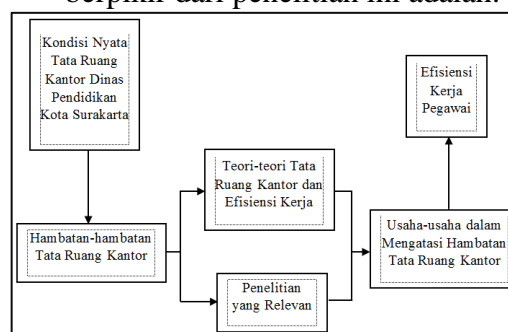 berpikir dari penelitian ini adalah:
Kondisi Nyata
Tata Ruang
Kantor Dinas
Pendidikan
Kota Surakarta
Efisiensi
Kerja
Pegawai
Teori-teori Tata
Ruang Kantor dan
Efisiensi Kerja
Hambatan-hambatan
Tata Ruang Kantor
Usaha-usaha dalam
Mengatasi Hambatan
Tata Ruang Kantor
Penelitian
yang Relevan